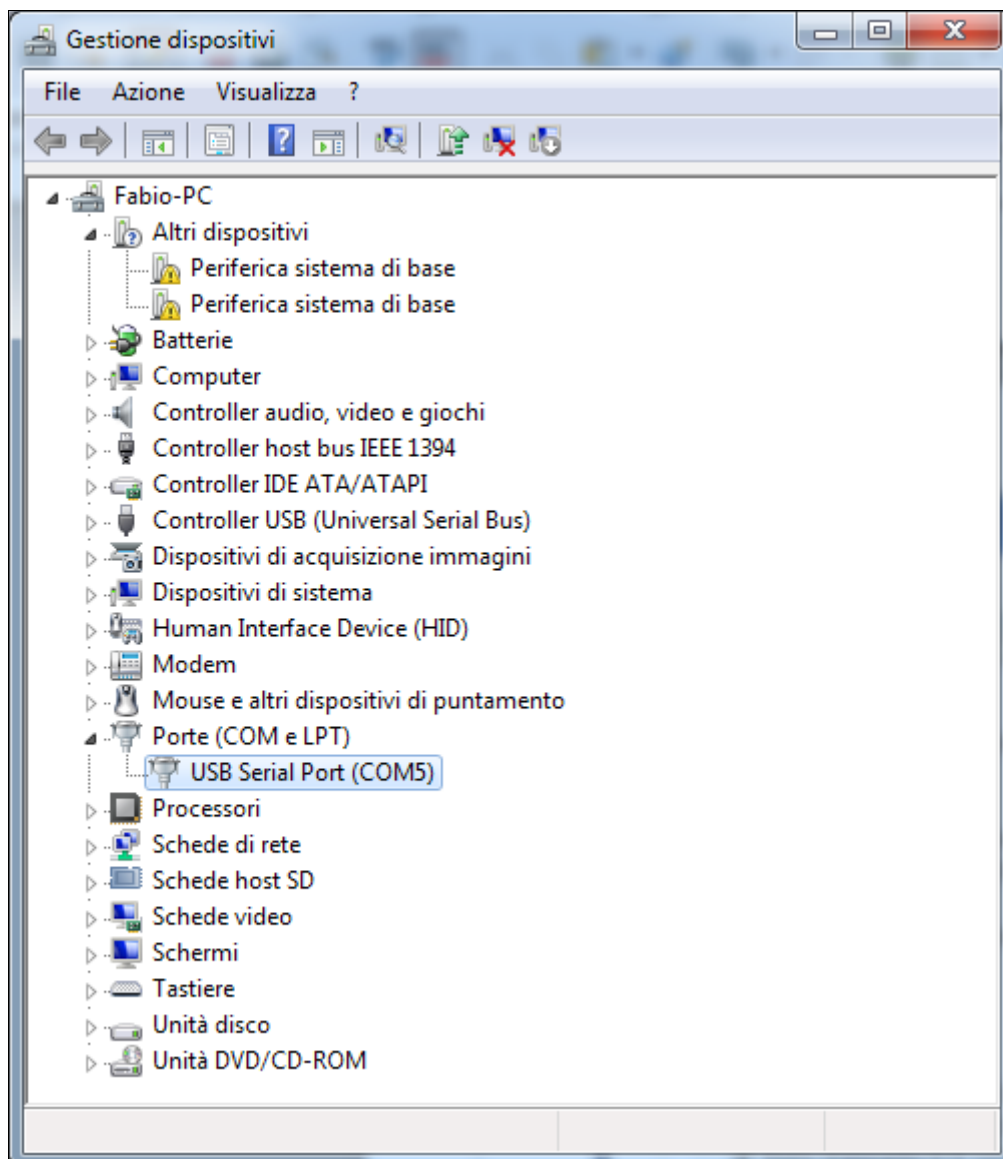 Gestione dispositivi
File Azione Visualizza ?
Fabio-PC
Altri dispositivi
Periferica sistema di base
Periferica sistema di base
Batterie
Computer
Controller audio, video e giochi
Controller host bus IEEE 1394
Controller IDE ATA/ATAPI
Controller USB (Universal Serial Bus)
Dispositivi di acquisizione immagini
Dispositivi di sistema
Human Interface Device (HID)
Modem
Mouse e altri dispositivi di puntamento
Porte (COM e LPT)
USB Serial Port (COM5)
Processori
Schede di rete
Schede host SD
Schede video
Schermi
Tastiere
Unità disco
Unità DVD/CD-ROM